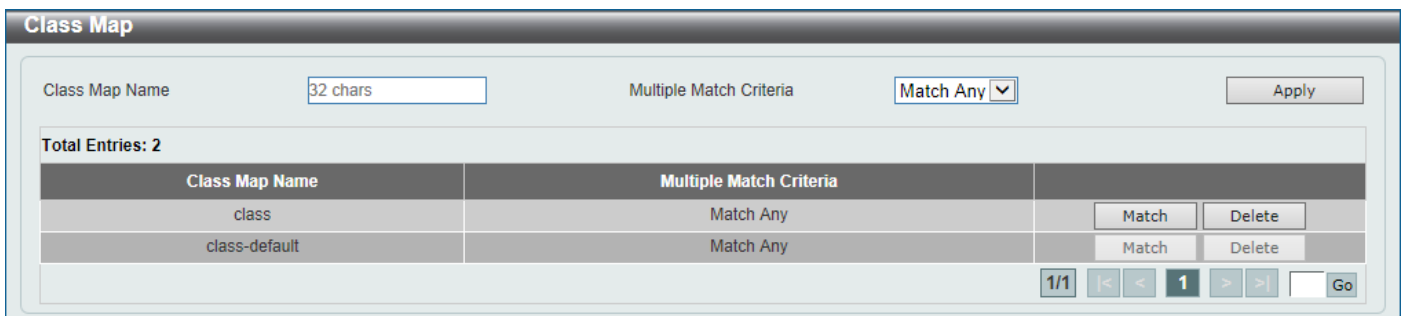 Class Map
Class Map Name 32 chars Multiple Match Criteria Match Any Apply
Total Entries: 2
Class Map Name Multiple Match Criteria
class Match Any Match Delete
class-default Match Any Match Delete
1/1 |< < 1 > >| Go